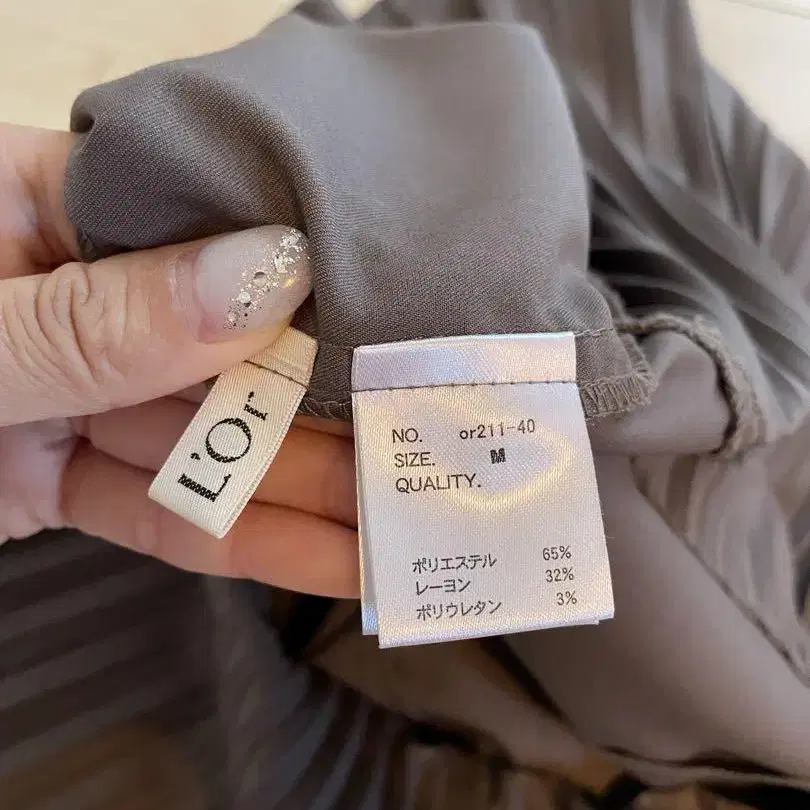 L'Or
NO. or211-40
SIZE. M
QUALITY.
ポリエステル 65%
レーヨン 32%
ポリウレタン 3%